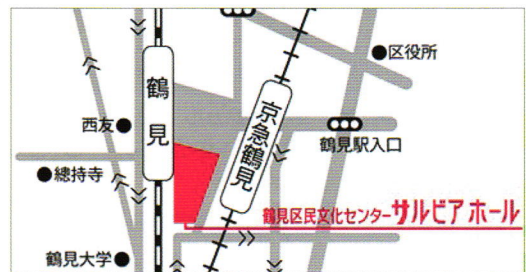 区役所
鶴見
京急鶴見
西友
鶴見駅入口
總持寺
鶴見区民文化センターサルビアホール
鶴見大学